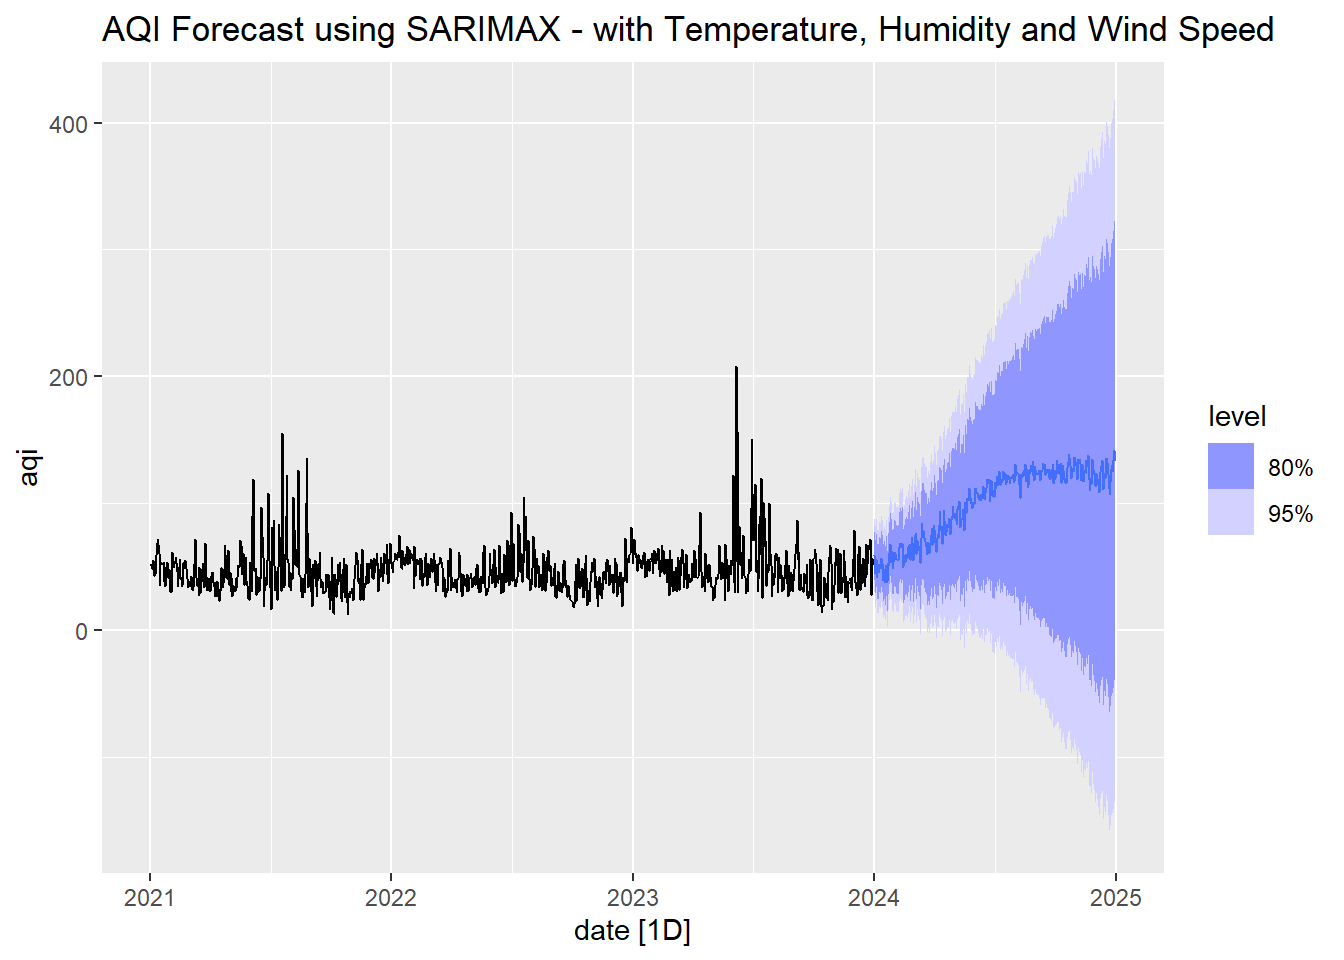 AQI Forecast using SARIMAX - with Temperature, Humidity and Wind Speed
400
200
0
aqi
2021
2022
2023
2024
2025
date [1D]
level
80%
95%